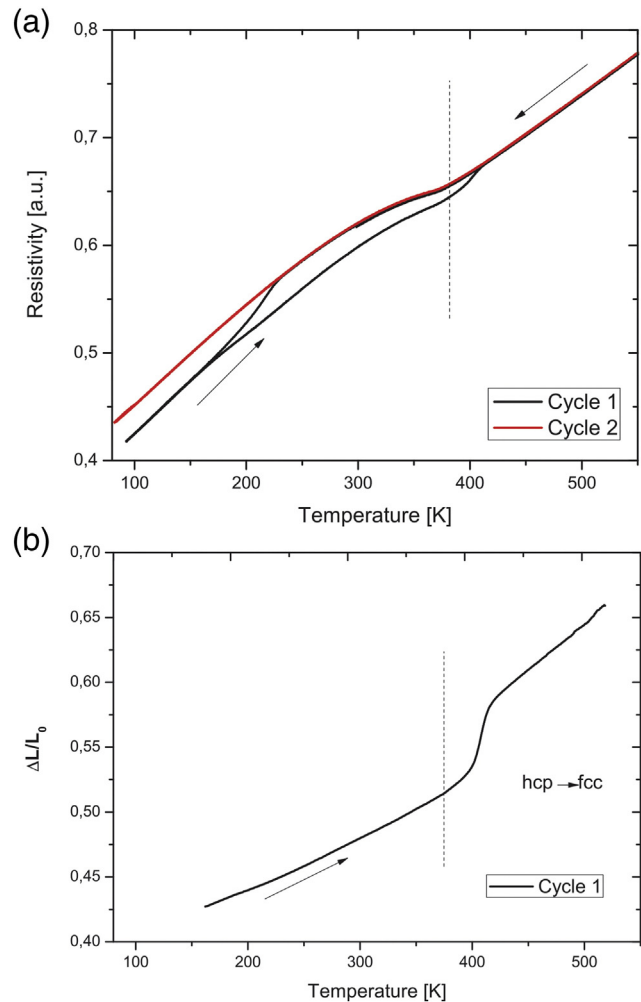 (a)
0,8
0,7
0,6
0,5
0,4
Resistivity [a.u.]
Cycle 1
Cycle 2
100 200 300 400 500
Temperature [K]
(b)
0,70
0,65
0,60
0,55
0,50
0,45
0,40
ΔL/L₀
hcp → fcc
Cycle 1
100 200 300 400 500
Temperature [K]